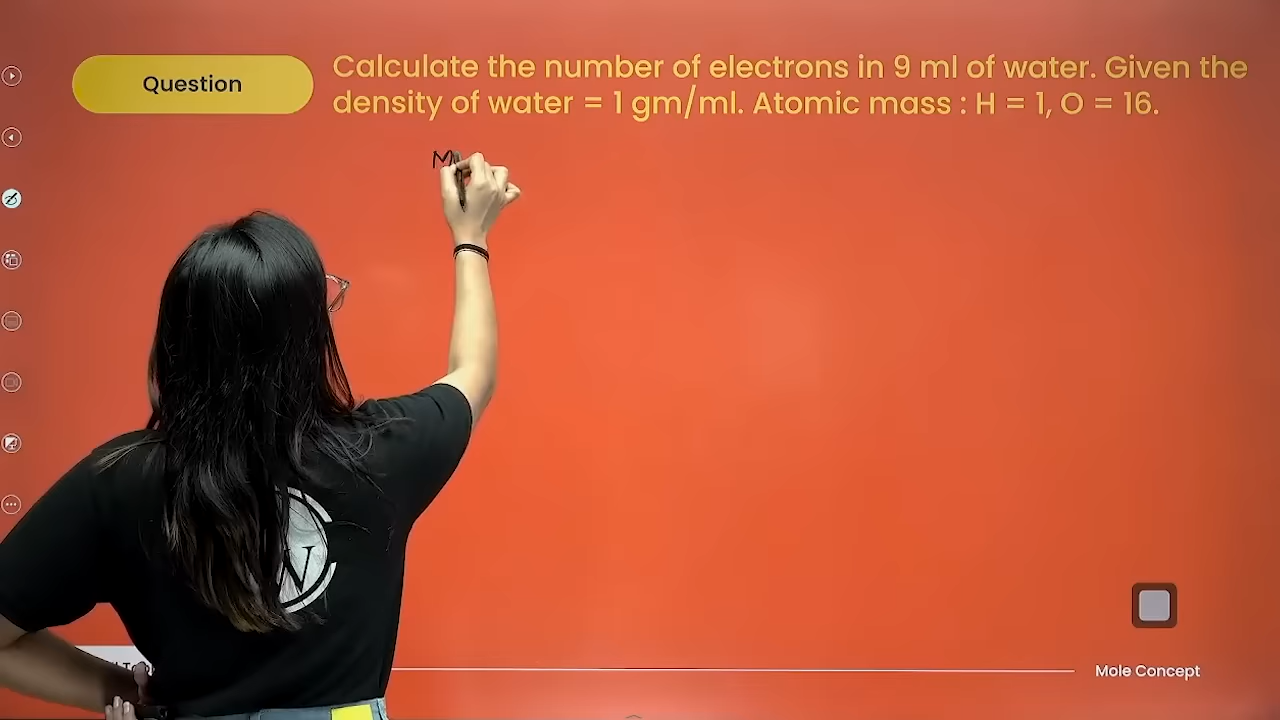 Question
Calculate the number of electrons in 9 ml of water. Given the
density of water = 1 gm/ml. Atomic mass : H = 1, O = 16.
M
W
Mole Concept